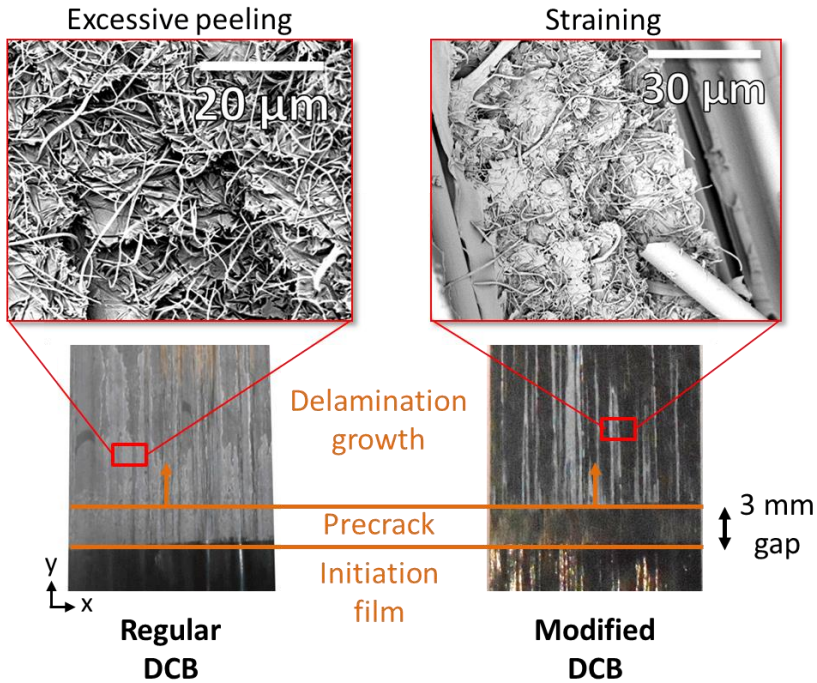 Excessive peeling
Straining
20 µm
30 µm
Delamination
growth
3 mm
gap
Precrack
Initiation
film
y
x
Regular
DCB
Modified
DCB